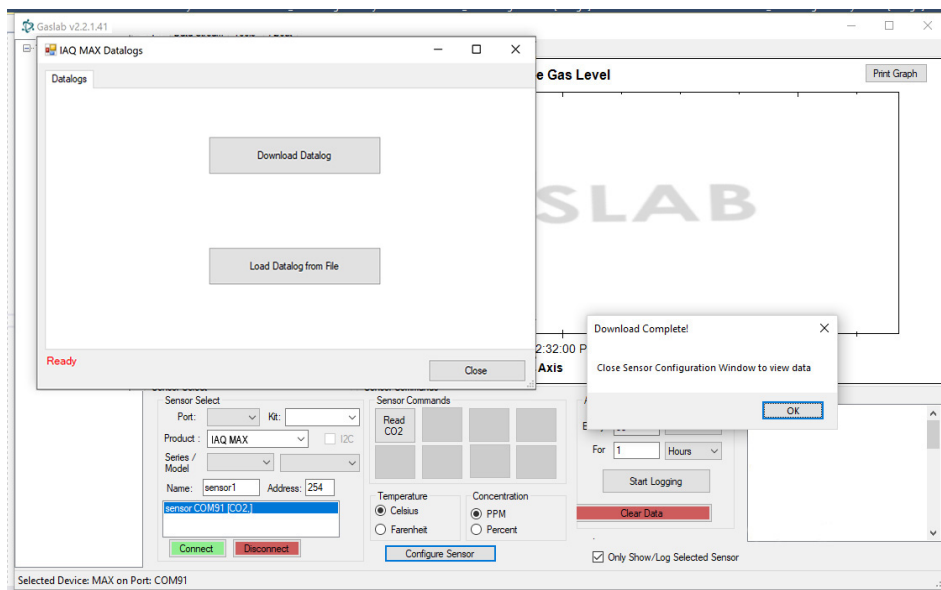 Gaslab v2.2.1.41
IAQ MAX Datalogs
Datalogs
Download Datalog
Load Datalog from File
Ready
Close
e Gas Level
Print Graph
SLAB
2:32:00 P
Axis
Download Complete!
Close Sensor Configuration Window to view data
OK
Sensor Select
Port:
Kit:
Product :
IAQ MAX
I2C
Series /
Model
Name:
sensor1
Address:
254
sensor COM91 [CO2,]
Connect
Disconnect
Sensor Commands
Read
CO2
Temperature
Celsius
Farenheit
Concentration
PPM
Percent
Configure Sensor
For
1
Hours
Start Logging
Clear Data
Only Show/Log Selected Sensor
Selected Device: MAX on Port: COM91